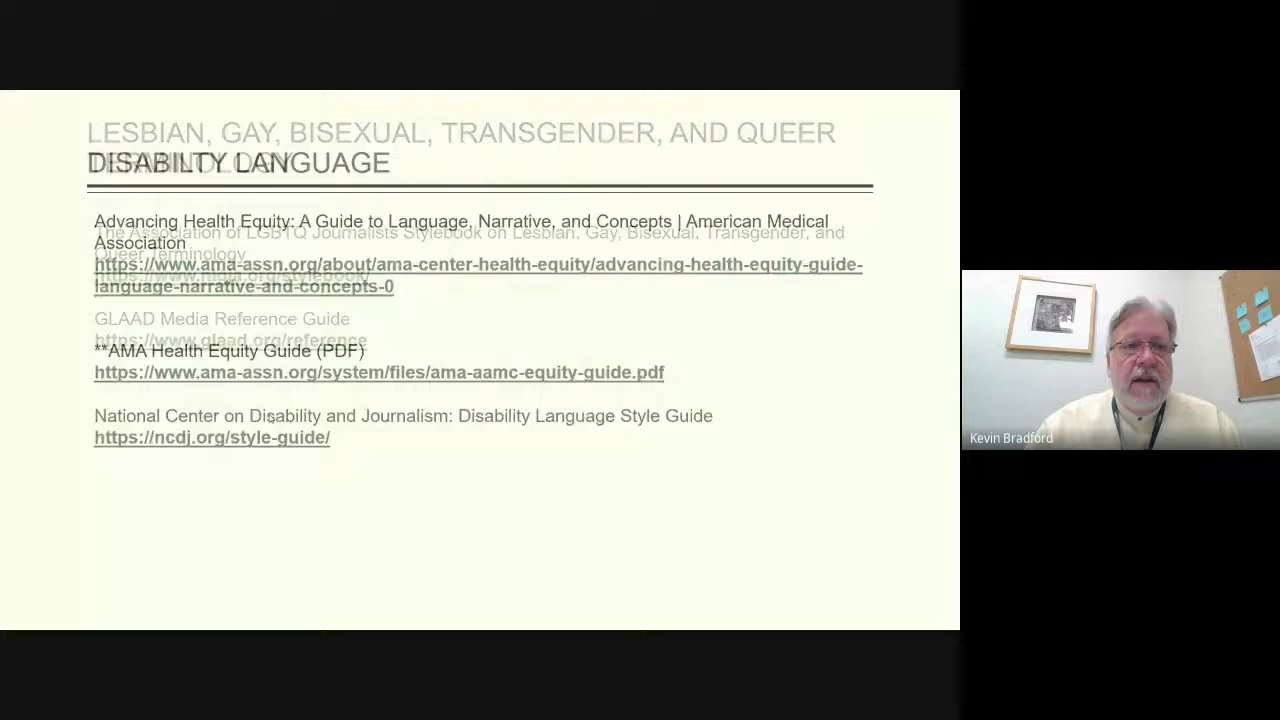 LESBIAN, GAY, BISEXUAL, TRANSGENDER, AND QUEER
TERMINOLOGY
DISABILTY LANGUAGE
Advancing Health Equity: A Guide to Language, Narrative, and Concepts | American Medical
Association
https://www.ama-assn.org/about/ama-center-health-equity/advancing-health-equity-guide-
language-narrative-and-concepts-0
The Association of LGBTQ Journalists Stylebook on Lesbian, Gay, Bisexual, Transgender, and
Queer Terminology
GLAAD Media Reference Guide
https://www.glaad.org/reference
**AMA Health Equity Guide (PDF)
https://www.ama-assn.org/system/files/ama-aamc-equity-guide.pdf
National Center on Disability and Journalism: Disability Language Style Guide
https://ncdj.org/style-guide/
Kevin Bradford